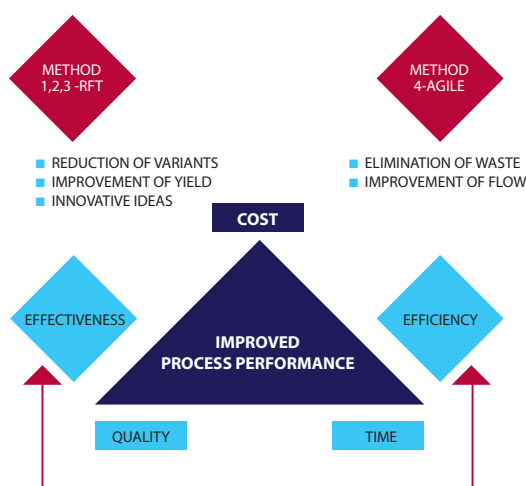 METHOD
1,2,3 -RFT
METHOD
4-AGILE
REDUCTION OF VARIANTS
IMPROVEMENT OF YIELD
INNOVATIVE IDEAS
ELIMINATION OF WASTE
IMPROVEMENT OF FLOW
COST
EFFECTIVENESS
EFFICIENCY
IMPROVED
PROCESS PERFORMANCE
QUALITY
TIME